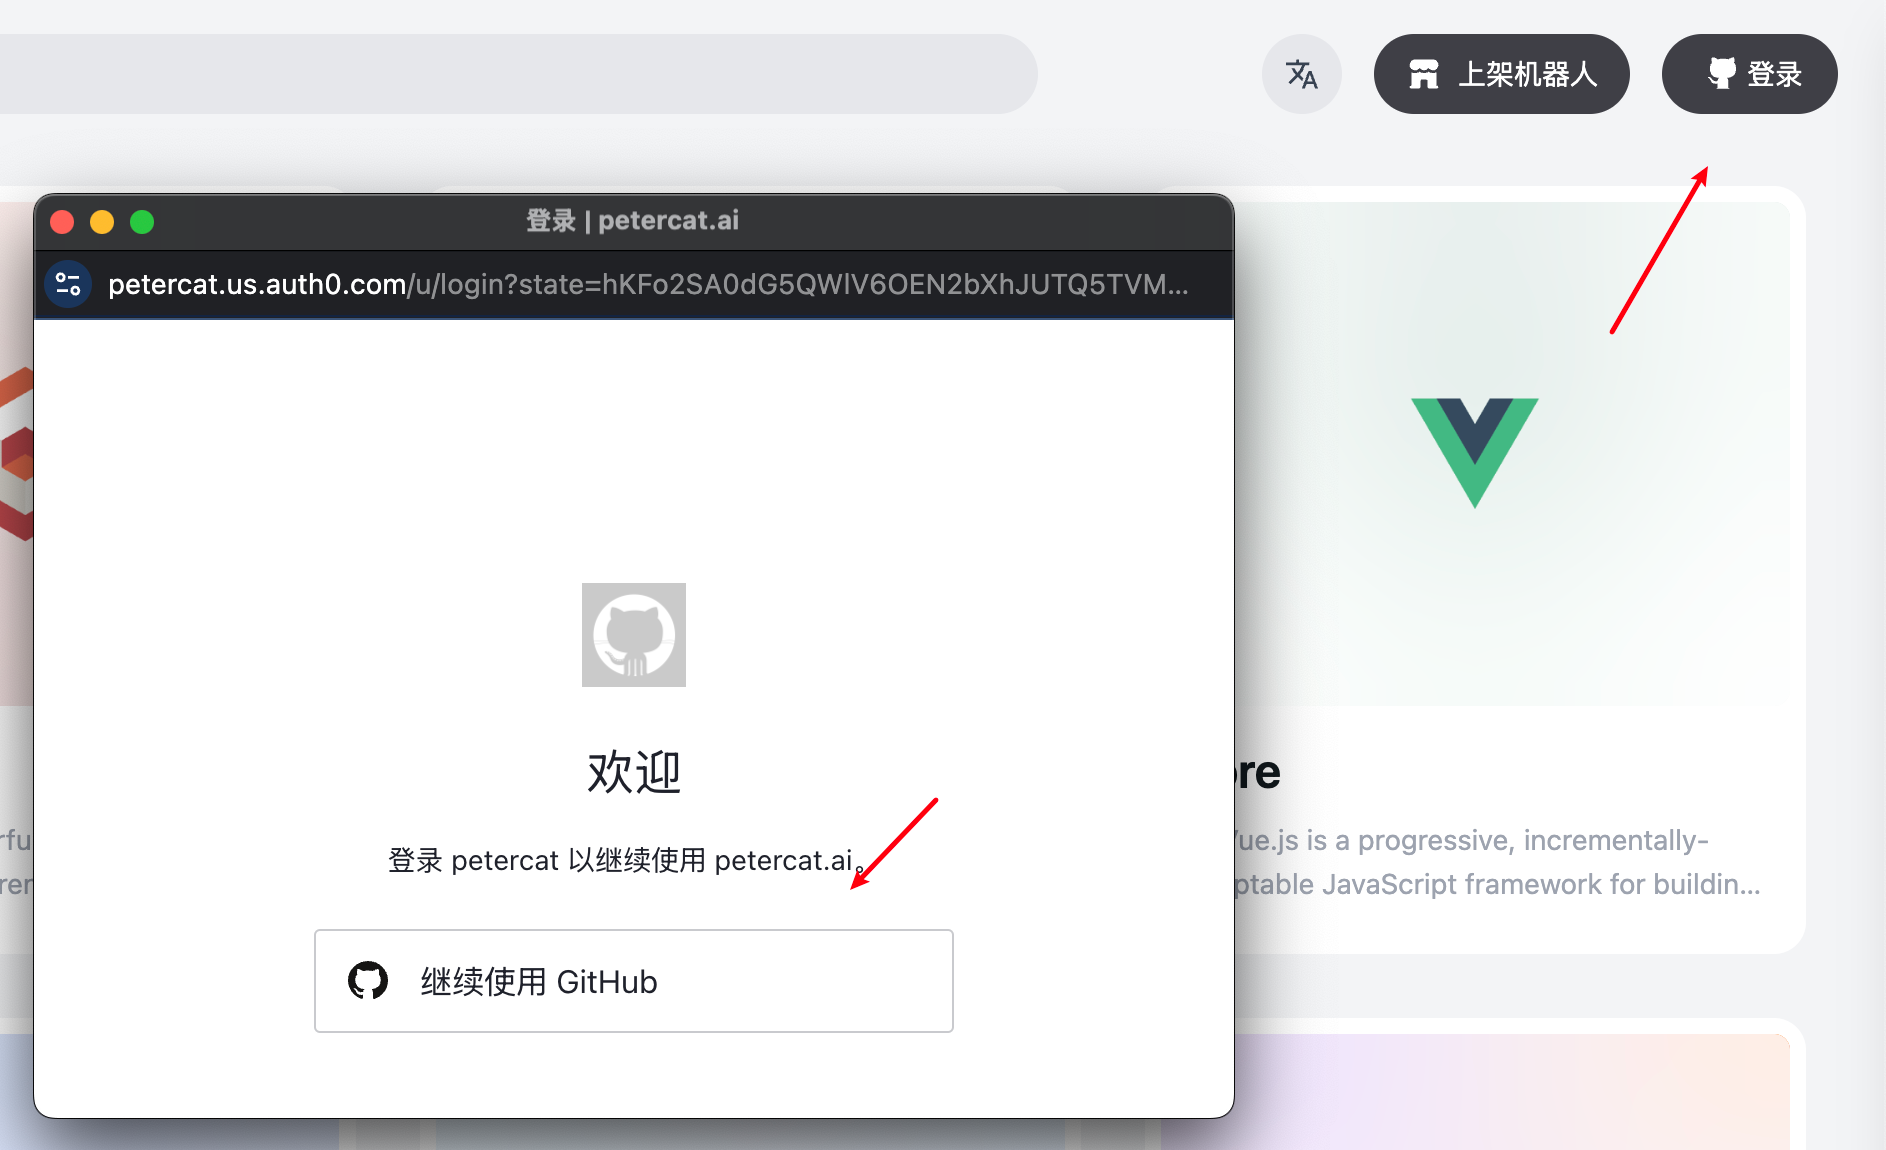 上架机器人
登录
登录 | petercat.ai
petercat.us.auth0.com/u/login?state=hKFo2SA0dG5QWlV6OEN2bXhJUTQ5TVM...
欢迎
登录 petercat 以继续使用 petercat.ai。
继续使用 GitHub
re
ue.js is a progressive, incrementally-
ptable JavaScript framework for buildin...